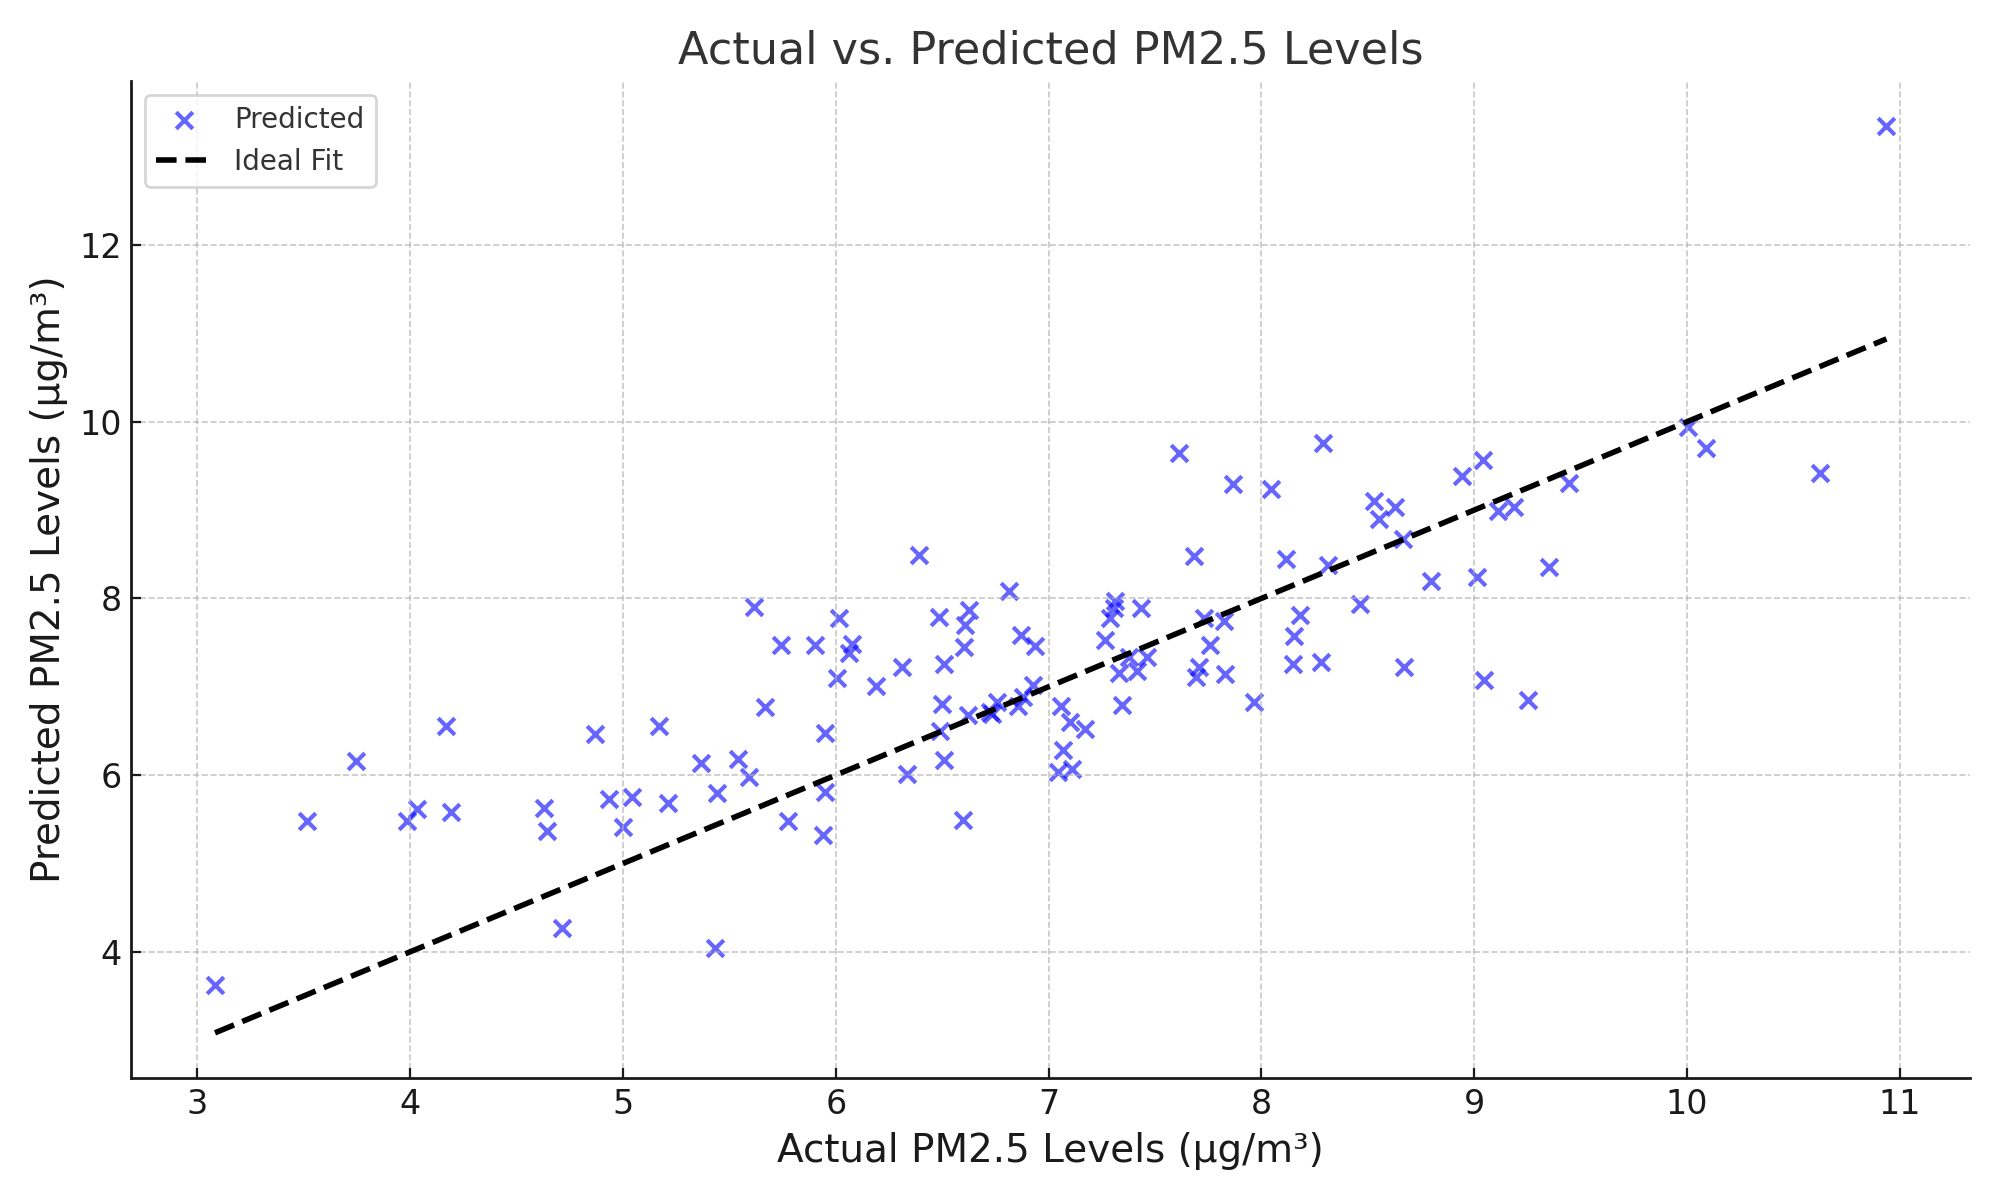 Actual vs. Predicted PM2.5 Levels
Predicted
Ideal Fit
Predicted PM2.5 Levels (µg/m³)
12
10
8
6
4
3 4 5 6 7 8 9 10 11
Actual PM2.5 Levels (µg/m³)